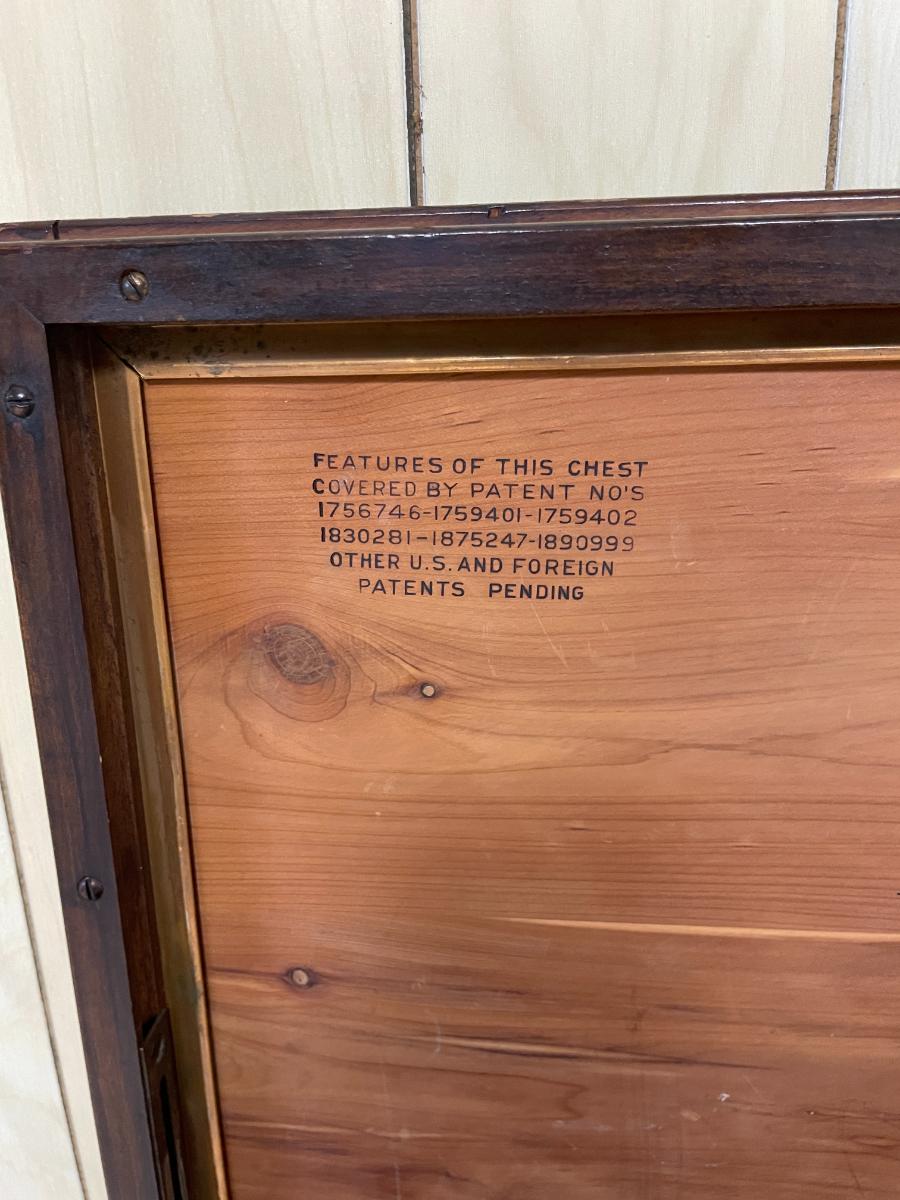 FEATURES OF THIS CHEST
COVERED BY PATENT NO'S
1756746-1759401-1759402
1830281-1875247-1890999
OTHER U.S. AND FOREIGN
PATENTS PENDING